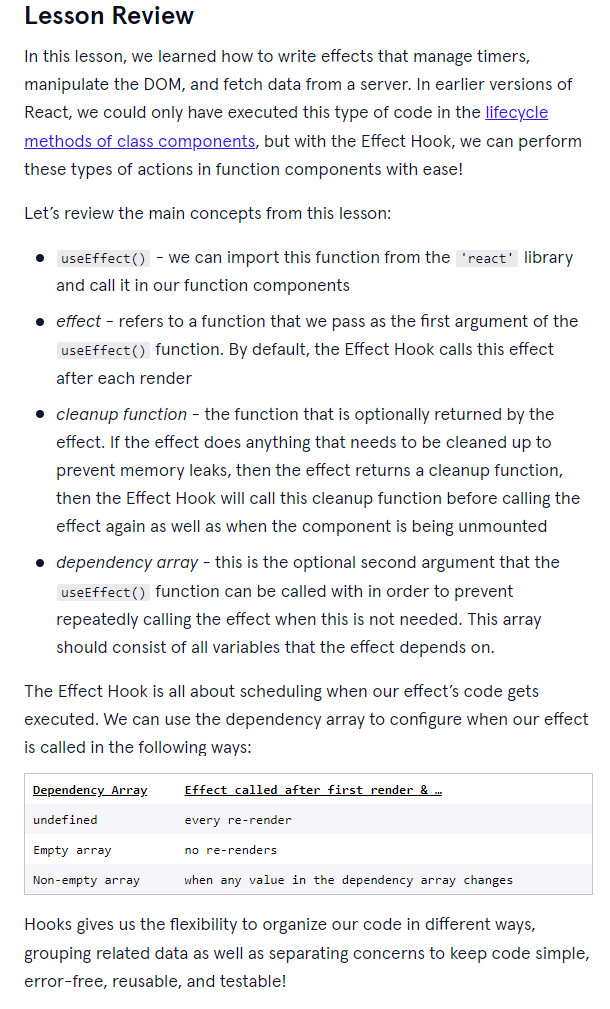 Lesson Review
In this lesson, we learned how to write effects that manage timers,
manipulate the DOM, and fetch data from a server. In earlier versions of
React, we could only have executed this type of code in the lifecycle
methods of class components, but with the Effect Hook, we can perform
these types of actions in function components with ease!
Let’s review the main concepts from this lesson:
• useEffect() - we can import this function from the 'react' library
and call it in our function components
• effect - refers to a function that we pass as the first argument of the
useEffect() function. By default, the Effect Hook calls this effect
after each render
• cleanup function - the function that is optionally returned by the
effect. If the effect does anything that needs to be cleaned up to
prevent memory leaks, then the effect returns a cleanup function,
then the Effect Hook will call this cleanup function before calling the
effect again as well as when the component is being unmounted
• dependency array - this is the optional second argument that the
useEffect() function can be called with in order to prevent
repeatedly calling the effect when this is not needed. This array
should consist of all variables that the effect depends on.
The Effect Hook is all about scheduling when our effect’s code gets
executed. We can use the dependency array to configure when our effect
is called in the following ways:
Dependency Array Effect called after first render & …
undefined every re-render
Empty array no re-renders
Non-empty array when any value in the dependency array changes
Hooks gives us the flexibility to organize our code in different ways,
grouping related data as well as separating concerns to keep code simple,
error-free, reusable, and testable!